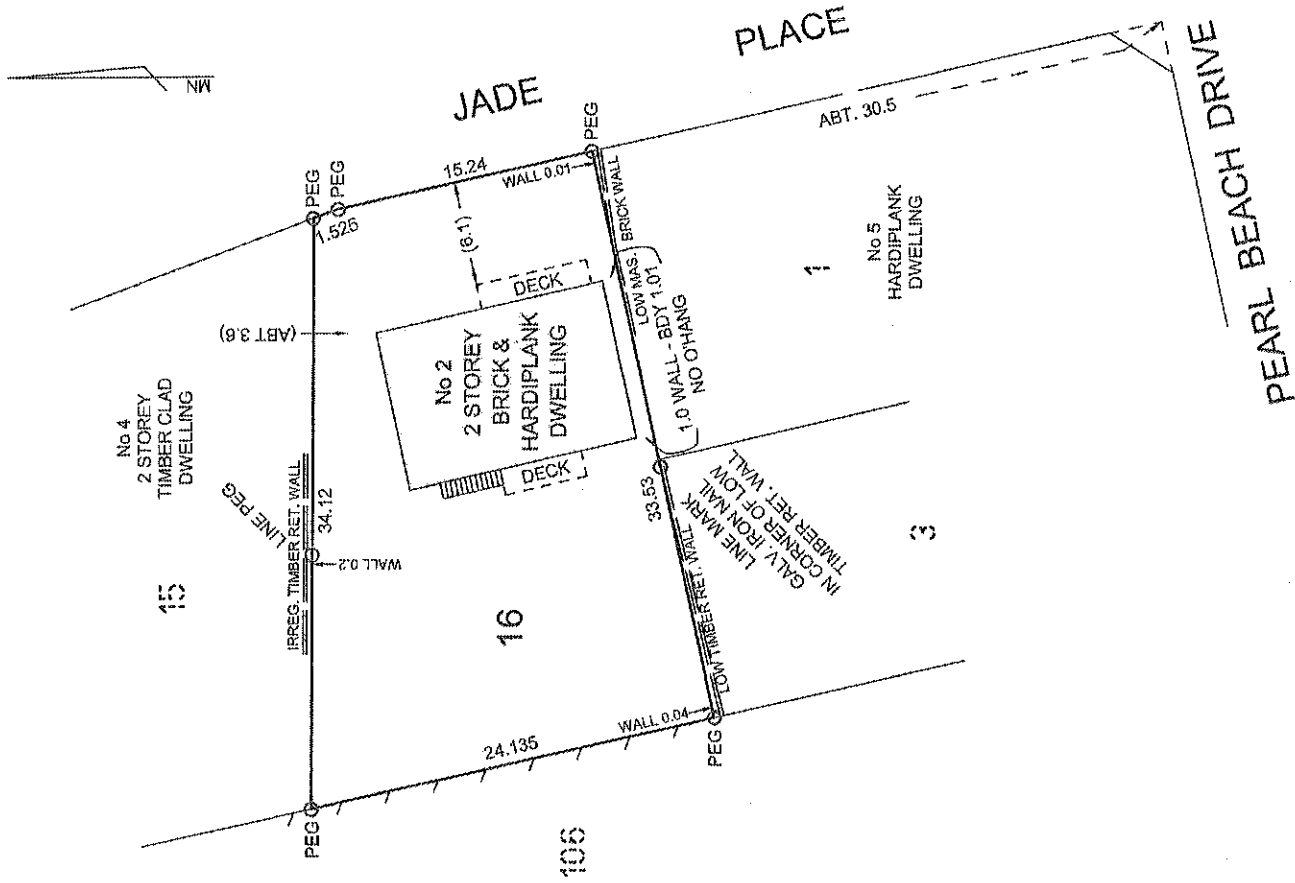 MN
JADE
PLACE
PEARL BEACH DRIVE
PEG
PEG
1.525
15.24
WALL 0.01
PEG
ABT. 30.5
(6.1)
(ABT 3.6)
No 4
2 STOREY
TIMBER CLAD
DWELLING
15
LINE PEG
IRREG. TIMBER RET. WALL
34.12
WALL 0.2
DECK
No 2
2 STOREY
BRICK &
HARDIPLANK
DWELLING
DECK
LOW MAS. BRICK WALL
1.0 WALL - BDY 1.01
NO O'HANG
1
No 5
HARDIPLANK
DWELLING
16
33.53
LINE MARK
GALV. IRON NAIL
IN CORNER OF LOW
TIMBER RET. WALL
LOW TIMBER RET. WALL
3
WALL 0.04
PEG
24.135
PEG
106